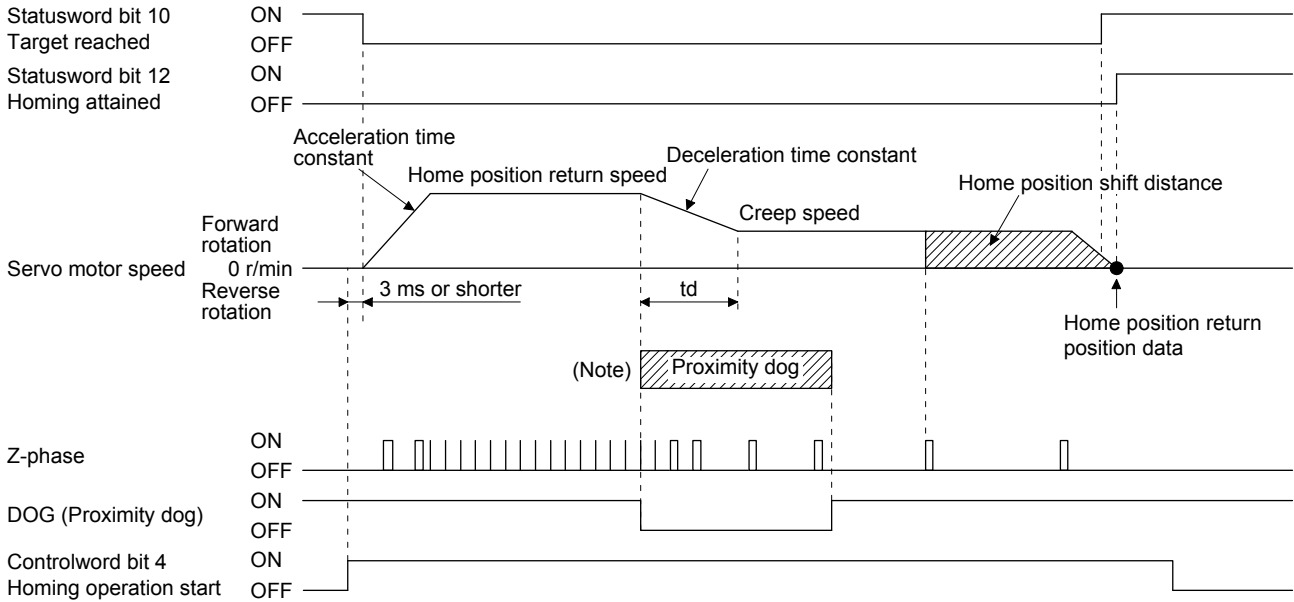 Statusword bit 10
Target reached
ON
OFF
Statusword bit 12
Homing attained
ON
OFF
Acceleration time
constant
Home position return speed
Deceleration time constant
Creep speed
Home position shift distance
Servo motor speed
Forward
rotation
0 r/min
Reverse
rotation
3 ms or shorter
td
Home position return
position data
(Note)
Proximity dog
Z-phase
ON
OFF
DOG (Proximity dog)
ON
OFF
Controlword bit 4
Homing operation start
ON
OFF